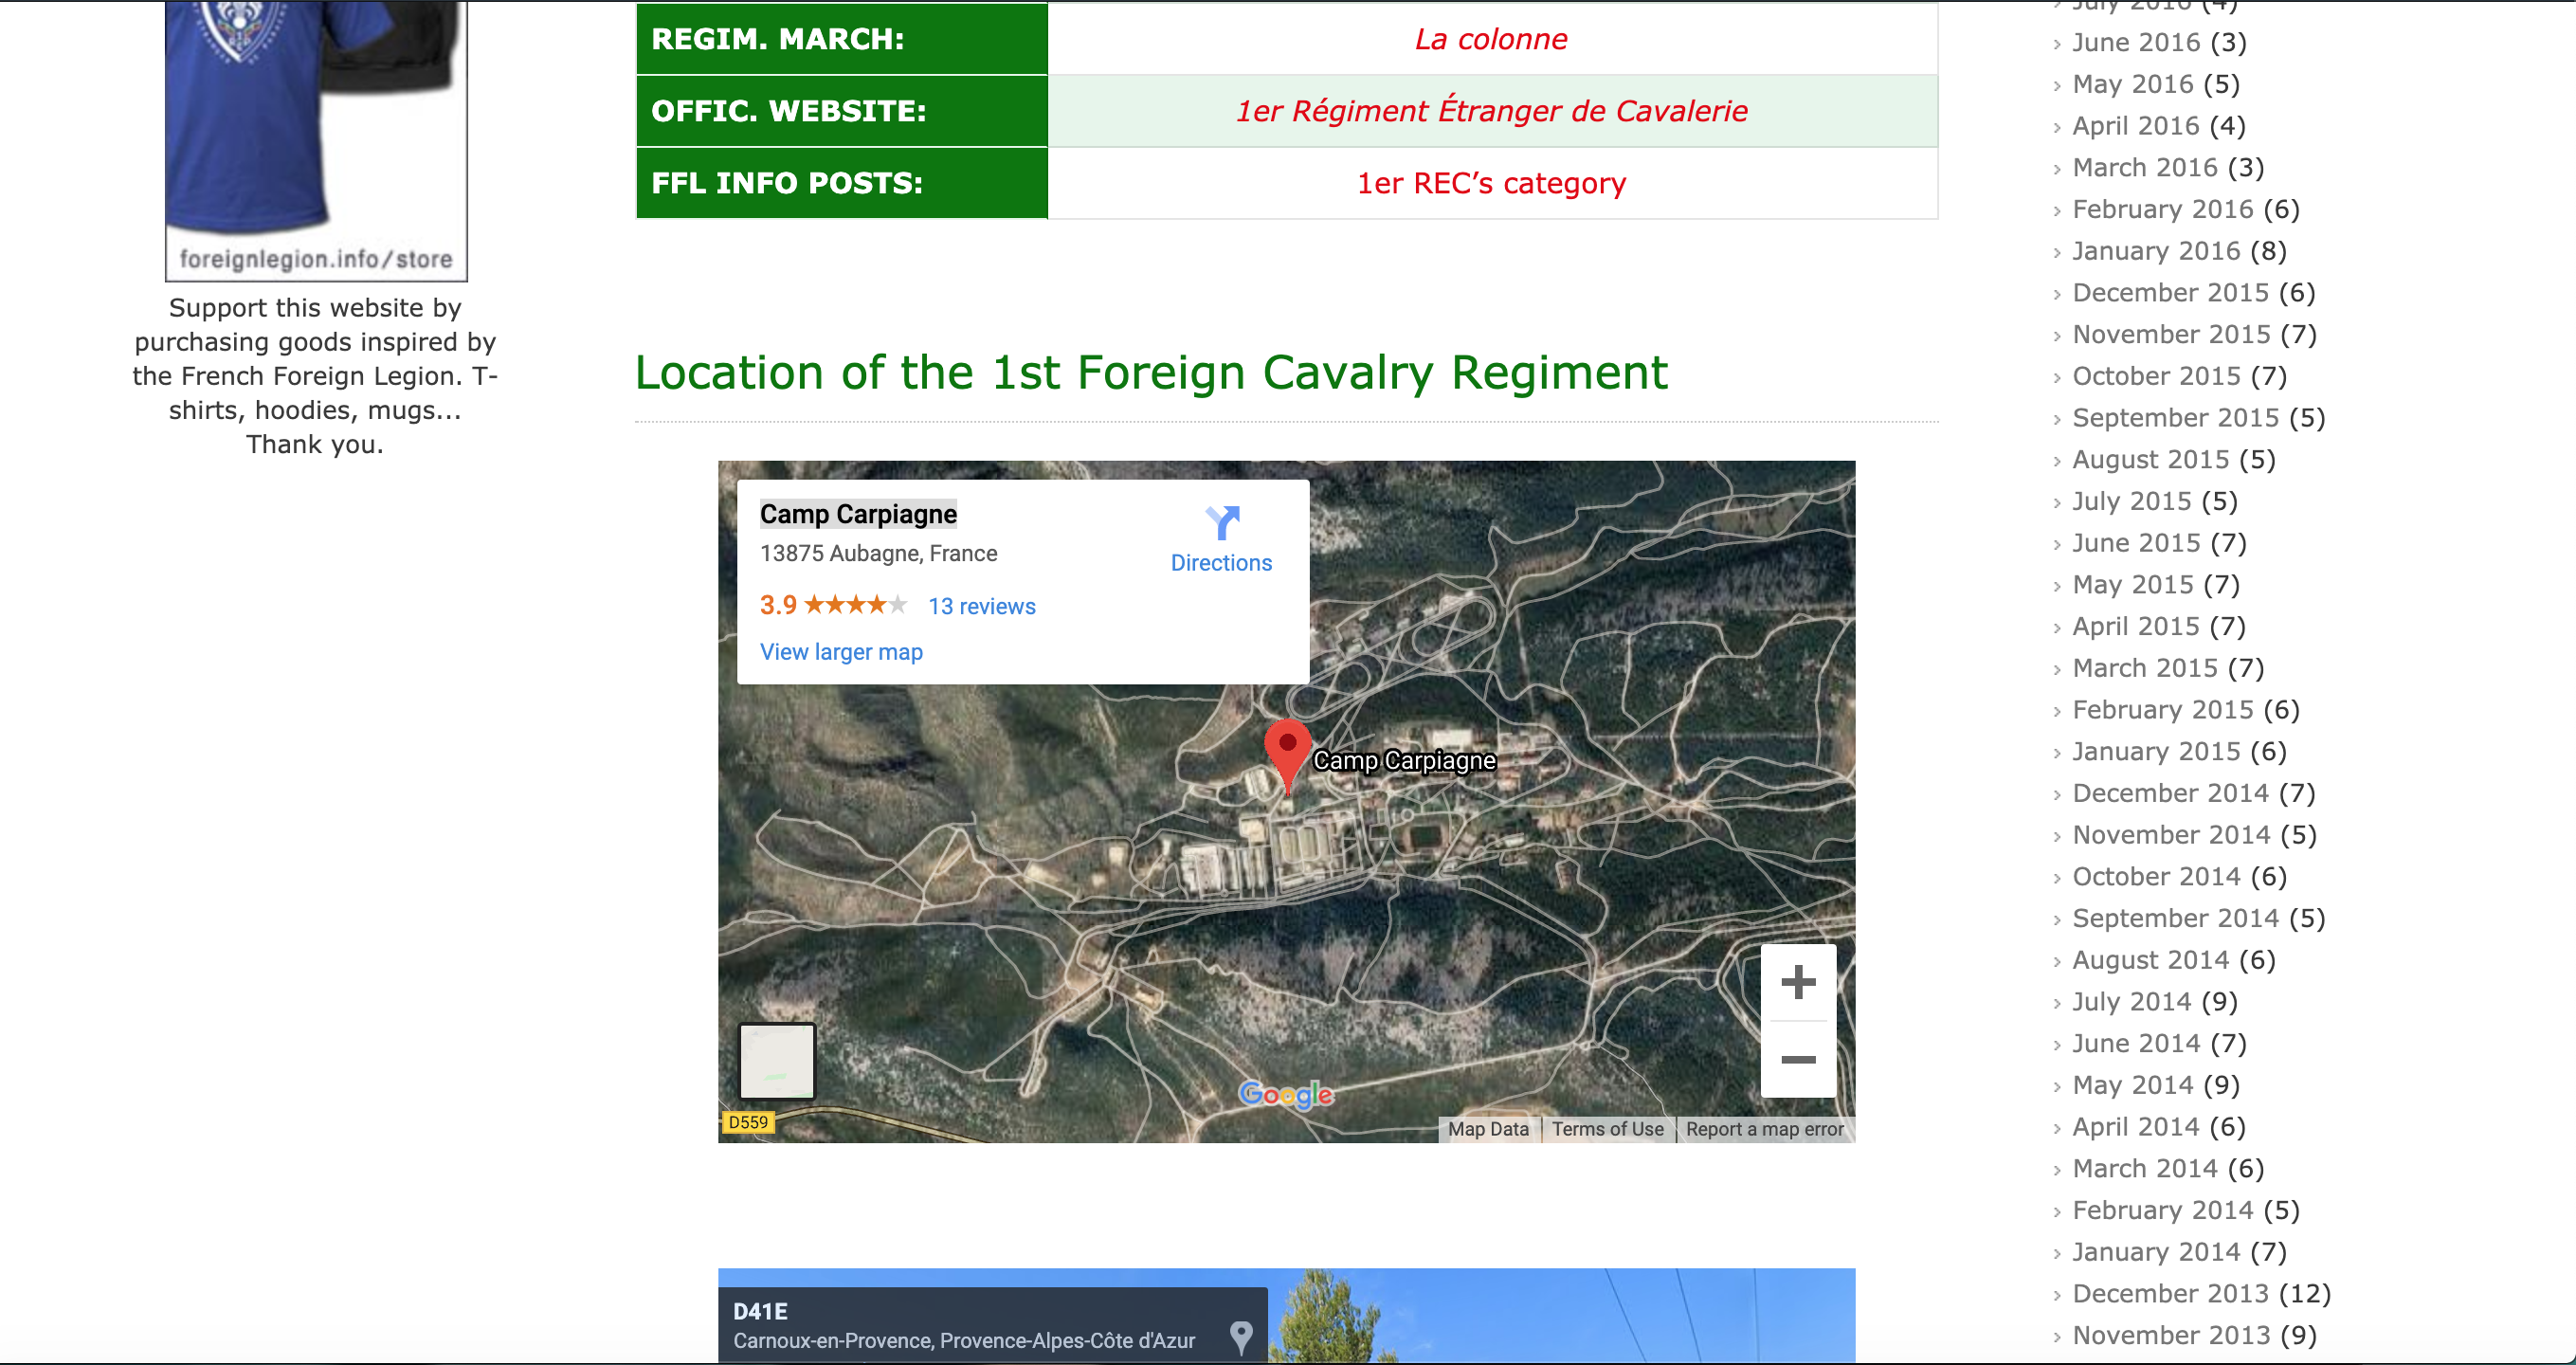 foreignlegion.info/store
Support this website by
purchasing goods inspired by
the French Foreign Legion. T-
shirts, hoodies, mugs...
Thank you.
REGIM. MARCH: La colonne
OFFIC. WEBSITE: 1er Régiment Étranger de Cavalerie
FFL INFO POSTS: 1er REC’s category
Location of the 1st Foreign Cavalry Regiment
Camp Carpiagne
13875 Aubagne, France
Directions
3.9 13 reviews
View larger map
Camp Carpiagne
Google
D559
Map Data Terms of Use Report a map error
D41E
Carnoux-en-Provence, Provence-Alpes-Côte d'Azur
July 2016 (4)
June 2016 (3)
May 2016 (5)
April 2016 (4)
March 2016 (3)
February 2016 (6)
January 2016 (8)
December 2015 (6)
November 2015 (7)
October 2015 (7)
September 2015 (5)
August 2015 (5)
July 2015 (5)
June 2015 (7)
May 2015 (7)
April 2015 (7)
March 2015 (7)
February 2015 (6)
January 2015 (6)
December 2014 (7)
November 2014 (5)
October 2014 (6)
September 2014 (5)
August 2014 (6)
July 2014 (9)
June 2014 (7)
May 2014 (9)
April 2014 (6)
March 2014 (6)
February 2014 (5)
January 2014 (7)
December 2013 (12)
November 2013 (9)